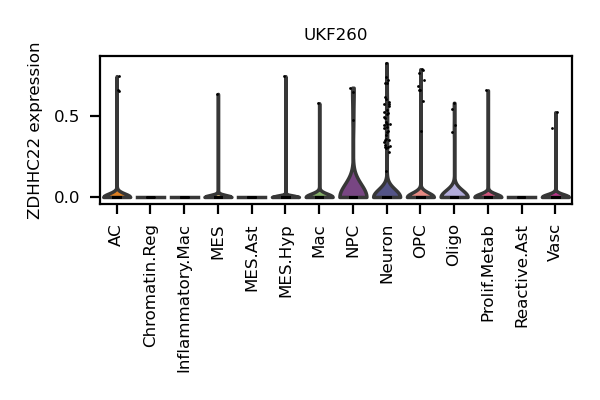 UKF260
ZDHHC22 expression
0.5
0.0
AC
Chromatin.Reg
Inflammatory.Mac
MES
MES.Ast
MES.Hyp
Mac
NPC
Neuron
OPC
Oligo
Prolif.Metab
Reactive.Ast
Vasc